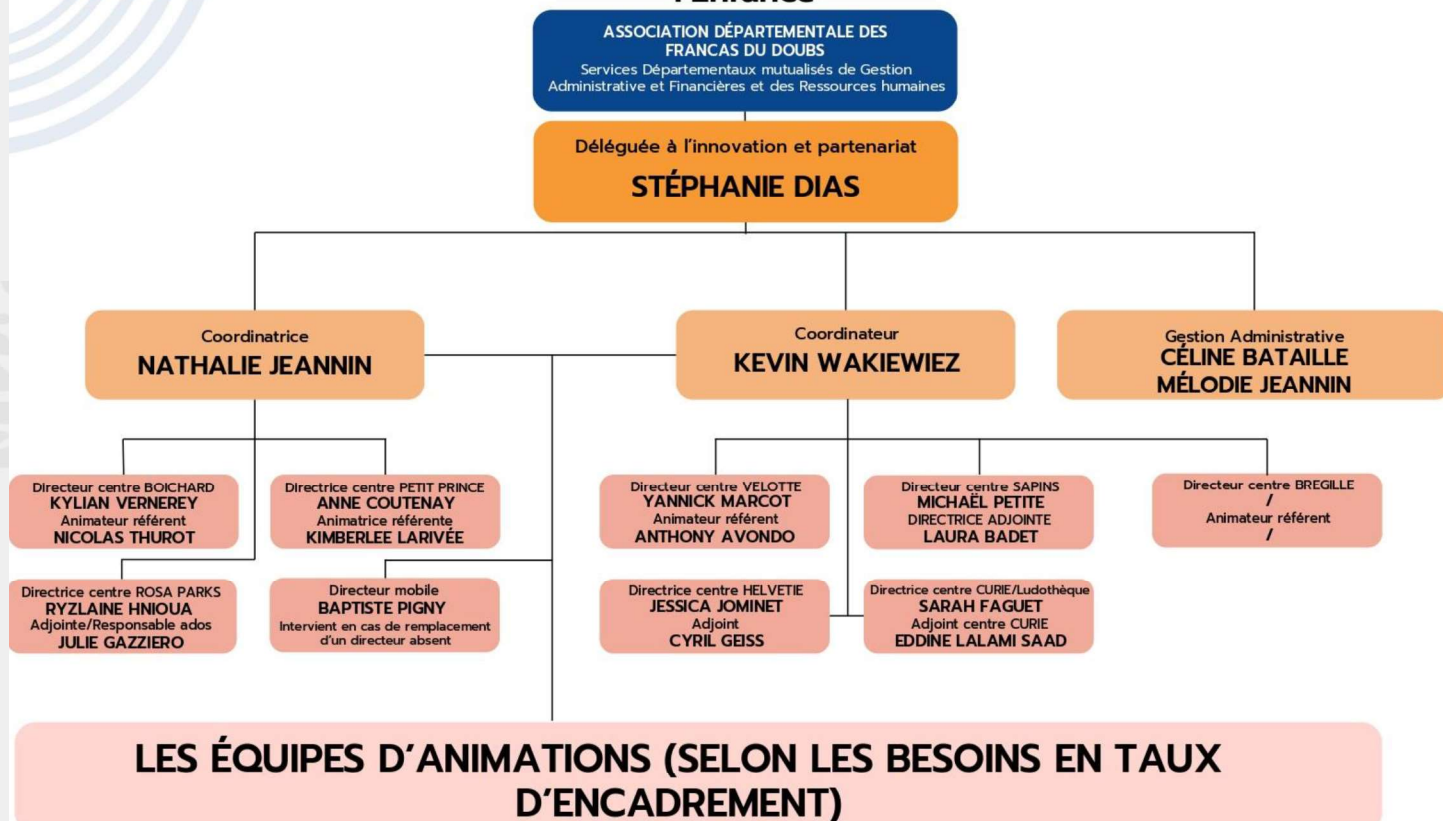 ASSOCIATION DÉPARTEMENTALE DES
FRANCAS DU DOUBS
Services Départementaux mutualisés de Gestion
Administrative et Financières et des Ressources humaines
Déléguée à l'innovation et partenariat
STÉPHANIE DIAS
Coordinatrice
NATHALIE JEANNIN
Coordinateur
KEVIN WAKIEWIEZ
Gestion Administrative
CÉLINE BATAILLE
MÉLODIE JEANNIN
Directeur centre BOICHARD
KYLIAN VERNEREY
Animateur référent
NICOLAS THUROT
Directrice centre PETIT PRINCE
ANNE COUTENAY
Animatrice référente
KIMBERLEE LARIVÉE
Directeur centre VELOTTE
YANNICK MARCOT
Animateur référent
ANTHONY AVONDO
Directeur centre SAPINS
MICHAËL PETITE
DIRECTRICE ADJOINTE
LAURA BADET
Directeur centre BREGILLE
/
Animateur référent
/
Directrice centre ROSA PARKS
RYZLAINE HNIOUA
Adjointe/Responsable ados
JULIE GAZZIERO
Directeur mobile
BAPTISTE PIGNY
Intervient en cas de remplacement
d'un directeur absent
Directrice centre HELVETIE
JESSICA JOMINET
Adjoint
CYRIL GEISS
Directrice centre CURIE/Ludothèque
SARAH FAGUET
Adjoint centre CURIE
EDDINE LALAMI SAAD
LES ÉQUIPES D'ANIMATIONS (SELON LES BESOINS EN TAUX
D'ENCADREMENT)